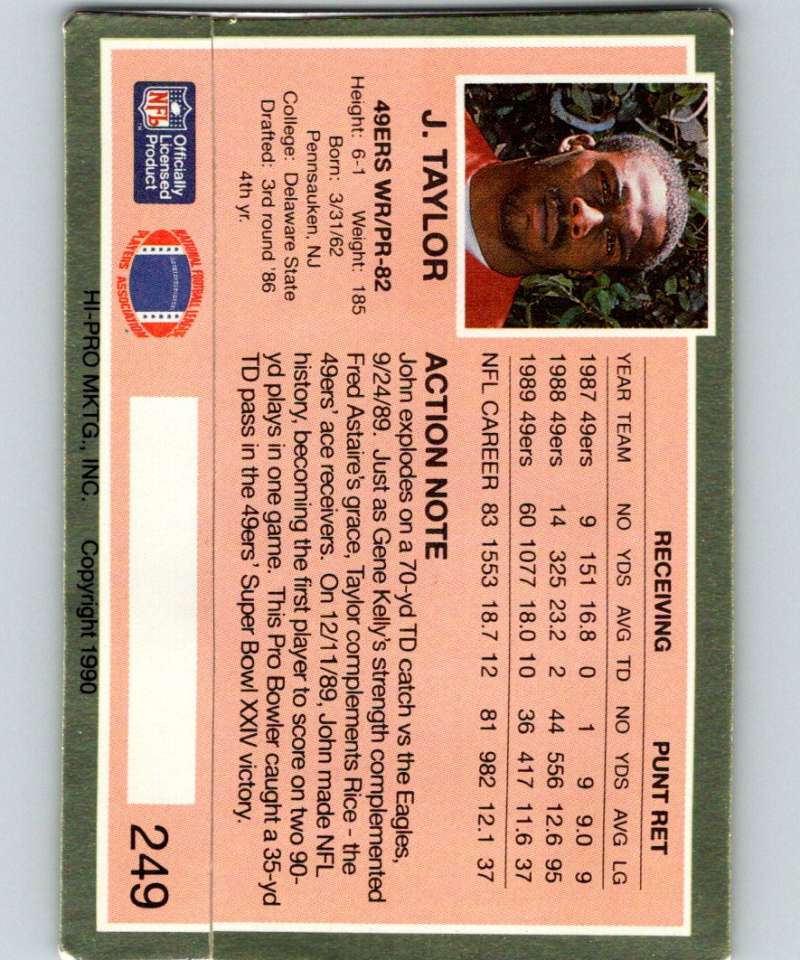 J. TAYLOR
49ERS WR/PR-82
Height: 6-1 Weight: 185
Born: 3/31/62
Pennsauken, NJ
College: Delaware State
Drafted: 3rd round '86
4th yr.
NFL
Officially
Licensed
Product
NATIONAL FOOTBALL LEAGUE
PLAYERS ASSOCIATION
RECEIVING PUNT RET
YEAR TEAM NO YDS AVG TD NO YDS AVG LG
1987 49ers 9 151 16.8 0 1 9 9.0 9
1988 49ers 14 325 23.2 2 44 556 12.6 95
1989 49ers 60 1077 18.0 10 36 417 11.6 37
NFL CAREER 83 1553 18.7 12 81 982 12.1 37
ACTION NOTE
John explodes on a 70-yd TD catch vs the Eagles,
9/24/89. Just as Gene Kelly's strength complemented
Fred Astaire's grace, Taylor complements Rice - the
49ers' ace receivers. On 12/11/89, John made NFL
history, becoming the first player to score on two 90-
yd plays in one game. This Pro Bowler caught a 35-yd
TD pass in the 49ers' Super Bowl XXIV victory.
249
HI-PRO MKTG., INC. Copyright 1990